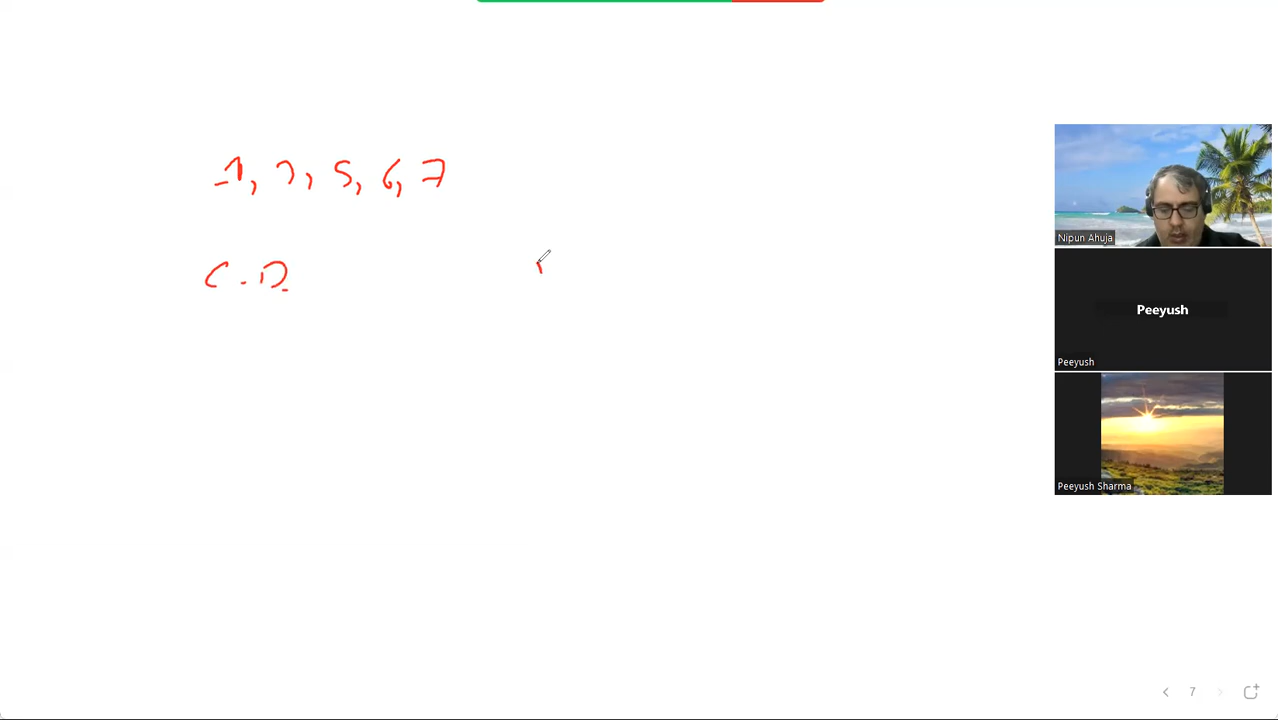 1, 2, 5, 6, 7
C.D.
Nipun Ahuja
Peeyush
Peeyush
Peeyush Sharma
7